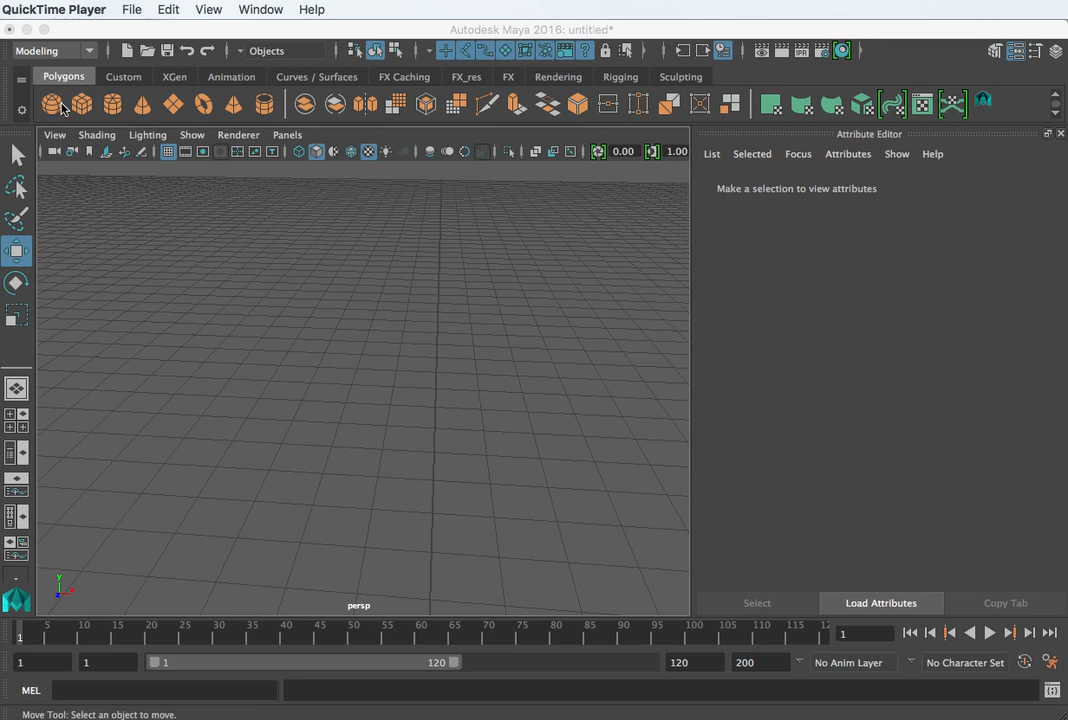 QuickTime Player File Edit View Window Help
Autodesk Maya 2016: untitled*
Modeling Objects
Polygons Custom XGen Animation Curves / Surfaces FX Caching FX_res FX Rendering Rigging Sculpting
IPR
View Shading Lighting Show Renderer Panels
Attribute Editor
0.00 1.00
List Selected Focus Attributes Show Help
Make a selection to view attributes
y
x
z
persp
Select Load Attributes Copy Tab
1 5 10 15 20 25 30 35 40 45 50 55 60 65 70 75 80 85 90 95 100 105 110 115 12
1
1 1 1 120 120 200 No Anim Layer No Character Set
MEL
Move Tool: Select an object to move.